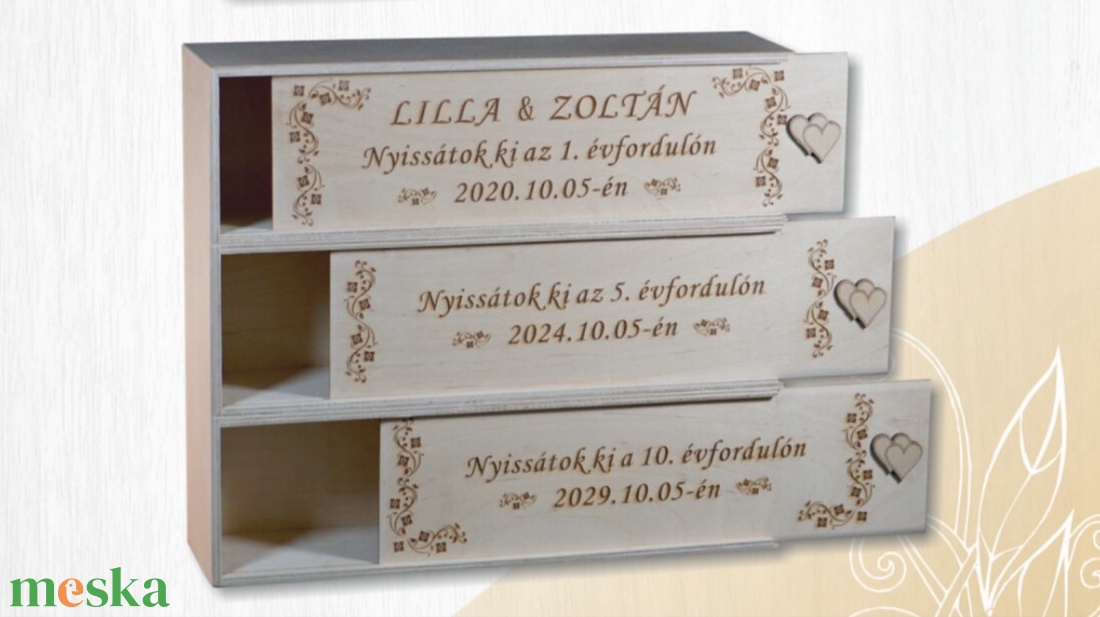 LILLA & ZOLTÁN
Nyissátok ki az 1. évfordulón
2020.10.05-én
Nyissátok ki az 5. évfordulón
2024.10.05-én
Nyissátok ki a 10. évfordulón
2029.10.05-én
meska